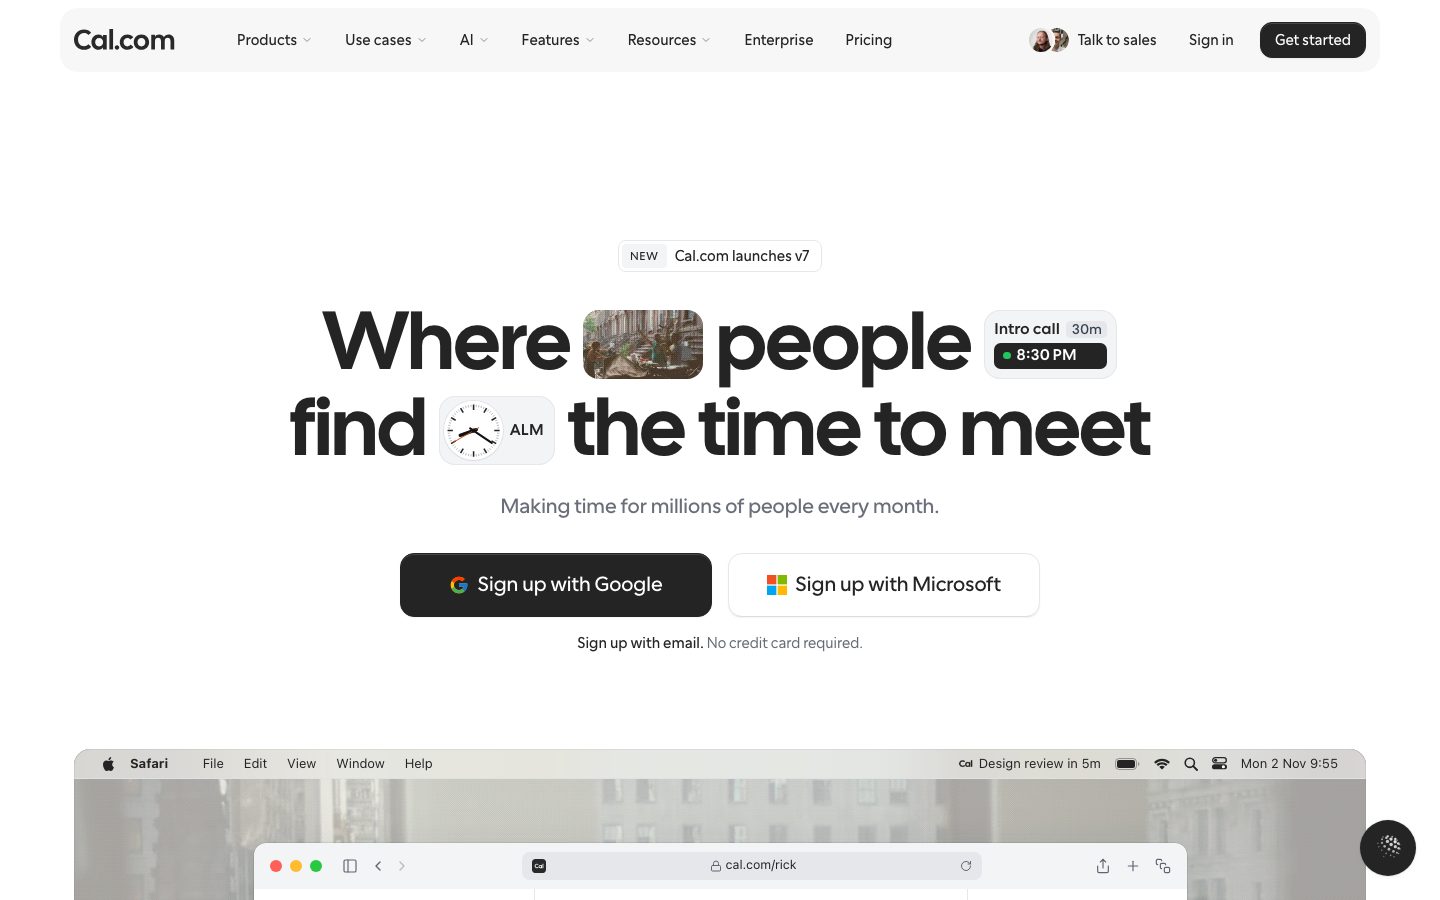 Cal.com Products Use cases AI Features Resources Enterprise Pricing Talk to sales Sign in Get started
NEW Cal.com launches v7
Where people Intro call 30m
8:30 PM
find ALM the time to meet
Making time for millions of people every month.
Sign up with Google Sign up with Microsoft
Sign up with email. No credit card required.
Safari File Edit View Window Help Cal Design review in 5m Mon 2 Nov 9:55
Cal cal.com/rick